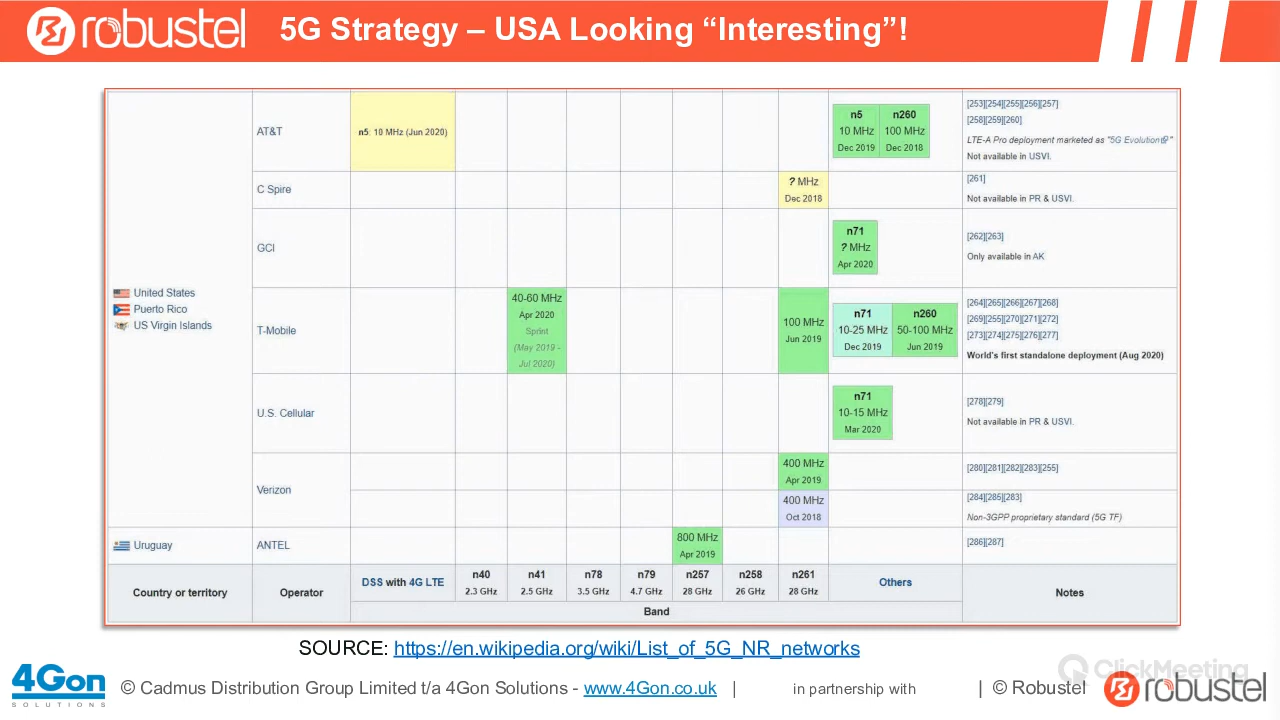 robustel
5G Strategy – USA Looking “Interesting”!
AT&T
n5: 10 MHz (Jun 2020)
n5
10 MHz
Dec 2019
n260
100 MHz
Dec 2018
[253][254][255][256][257]
[258][259][260]
LTE-A Pro deployment marketed as "5G Evolution"
Not available in USVI.
C Spire
? MHz
Dec 2018
[261]
Not available in PR & USVI.
GCI
n71
? MHz
Apr 2020
[262][263]
Only available in AK
United States
Puerto Rico
US Virgin Islands
T-Mobile
40-60 MHz
Apr 2020
Sprint
(May 2019 -
Jul 2020)
100 MHz
Jun 2019
n71
10-25 MHz
Dec 2019
n260
50-100 MHz
Jun 2019
[264][265][266][267][268]
[269][255][270][271][272]
[273][274][275][276][277]
World's first standalone deployment (Aug 2020)
U.S. Cellular
n71
10-15 MHz
Mar 2020
[278][279]
Not available in PR & USVI.
Verizon
400 MHz
Apr 2019
[280][281][282][283][255]
400 MHz
Oct 2018
[284][285][283]
Non-3GPP proprietary standard (5G TF)
Uruguay
ANTEL
800 MHz
Apr 2019
[286][287]
Country or territory
Operator
DSS with 4G LTE
n40
2.3 GHz
n41
2.5 GHz
n78
3.5 GHz
n79
4.7 GHz
n257
28 GHz
n258
26 GHz
n261
28 GHz
Others
Band
Notes
SOURCE: https://en.wikipedia.org/wiki/List_of_5G_NR_networks
4Gon
SOLUTIONS
© Cadmus Distribution Group Limited t/a 4Gon Solutions - www.4Gon.co.uk |
in partnership with
| © Robustel
ClickMeeting
robustel